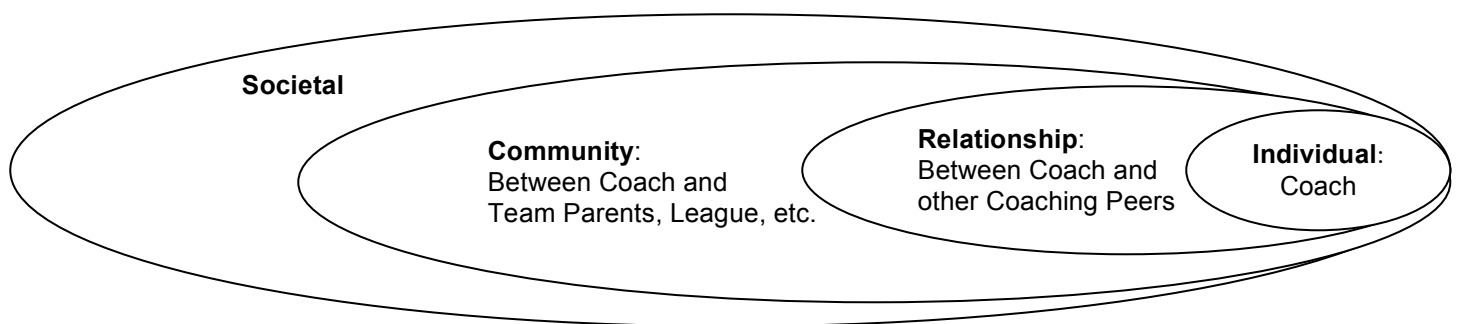 Societal
Community:
Between Coach and
Team Parents, League, etc.
Relationship:
Between Coach and
other Coaching Peers
Individual:
Coach